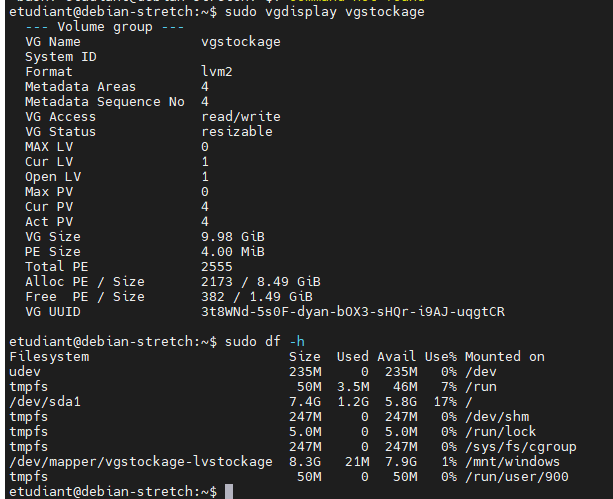 etudiant@debian-stretch:~$ sudo vgdisplay vgstockage
  --- Volume group ---
  VG Name               vgstockage
  System ID
  Format                lvm2
  Metadata Areas        4
  Metadata Sequence No  4
  VG Access             read/write
  VG Status             resizable
  MAX LV                0
  Cur LV                1
  Open LV               1
  Max PV                0
  Cur PV                4
  Act PV                4
  VG Size               9.98 GiB
  PE Size               4.00 MiB
  Total PE              2555
  Alloc PE / Size       2173 / 8.49 GiB
  Free  PE / Size       382 / 1.49 GiB
  VG UUID               3t8WNd-5s0F-dyan-bOX3-sHQr-i9AJ-uqgtCR
etudiant@debian-stretch:~$ sudo df -h
Filesystem                        Size  Used Avail Use% Mounted on
udev                              235M     0  235M   0% /dev
tmpfs                              50M  3.5M   46M   7% /run
/dev/sda1                         7.4G  1.2G  5.8G  17% /
tmpfs                             247M     0  247M   0% /dev/shm
tmpfs                             5.0M     0  5.0M   0% /run/lock
tmpfs                             247M     0  247M   0% /sys/fs/cgroup
/dev/mapper/vgstockage-lvstockage 8.3G   21M  7.9G   1% /mnt/windows
tmpfs                              50M     0   50M   0% /run/user/900
etudiant@debian-stretch:~$